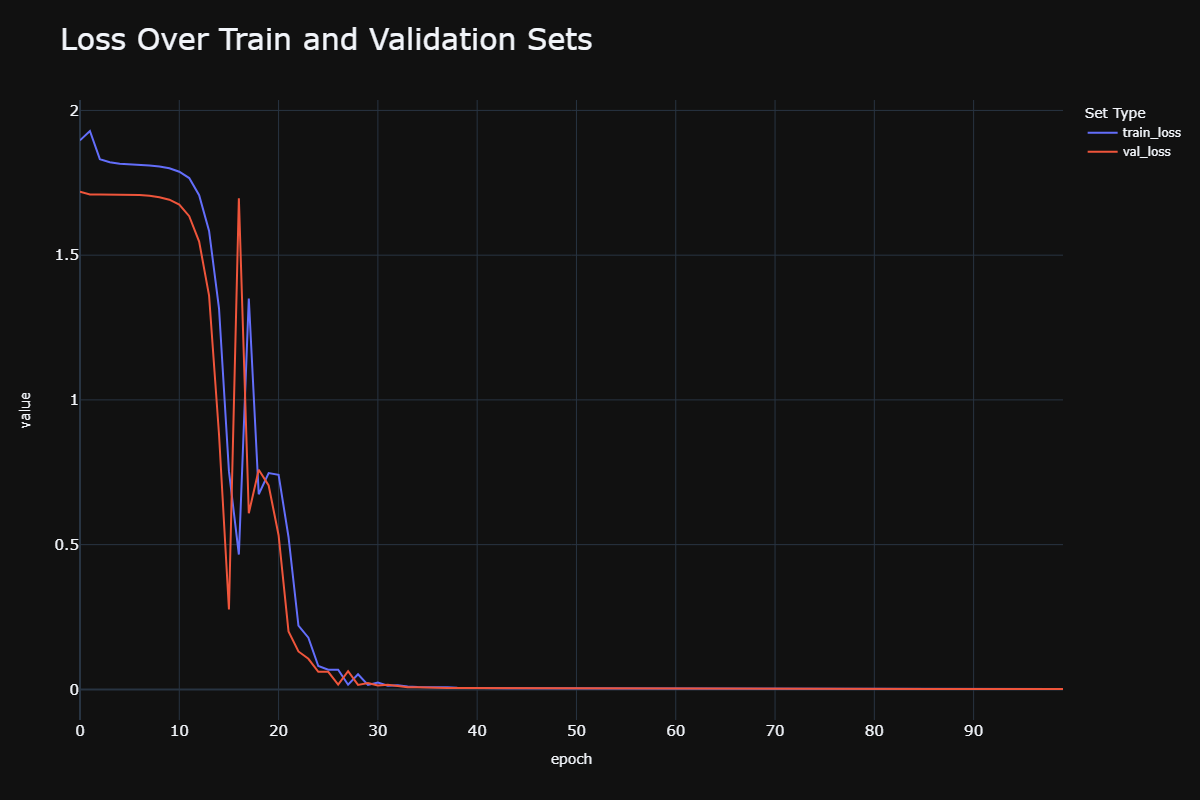 Loss Over Train and Validation Sets
Set Type
train_loss
val_loss
2
1.5
1
0.5
0
value
0 10 20 30 40 50 60 70 80 90
epoch